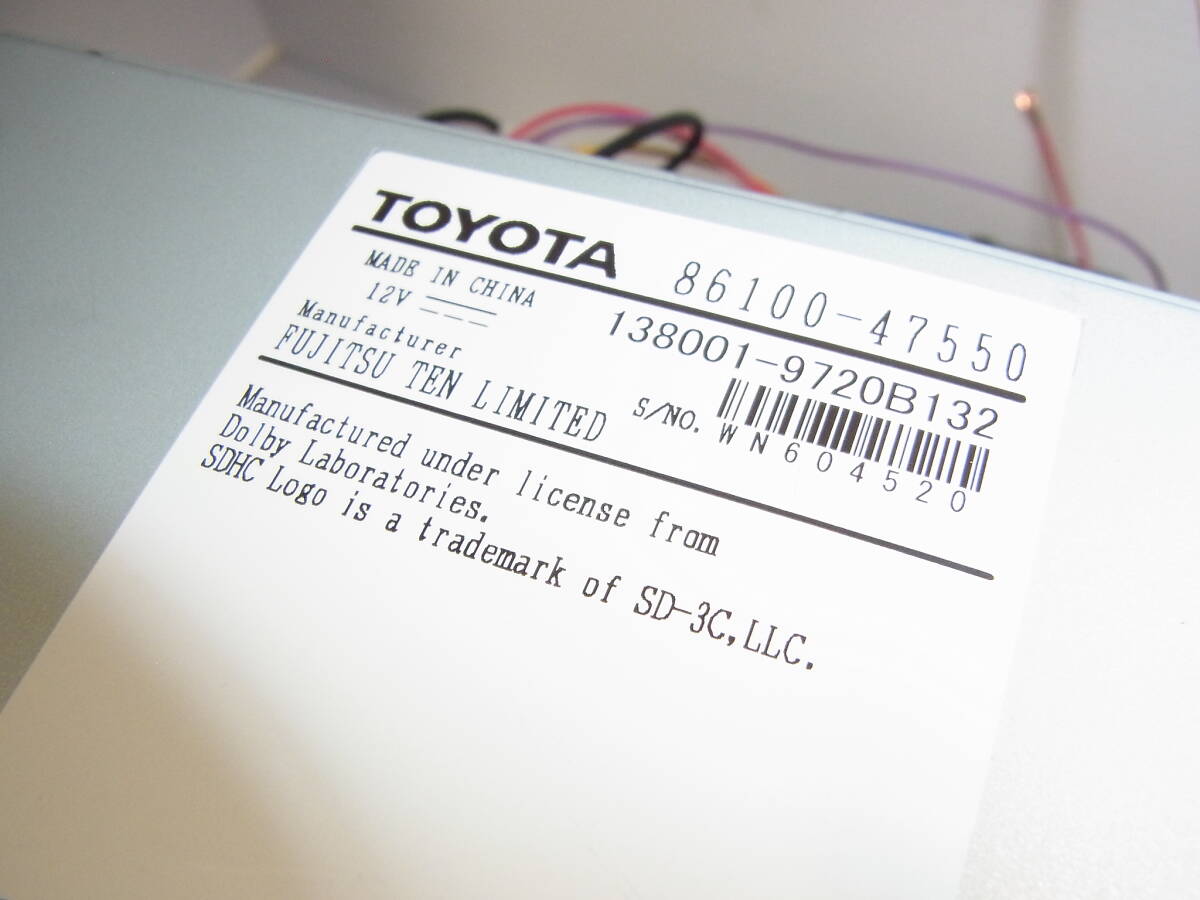 TOYOTA 86100-47550
MADE IN CHINA 138001-9720B132
12V
Manufacturer S/NO. WN604520
FUJITSU TEN LIMITED
Manufactured under license from
Dolby Laboratories.
SDHC Logo is a trademark of SD-3C,LLC.